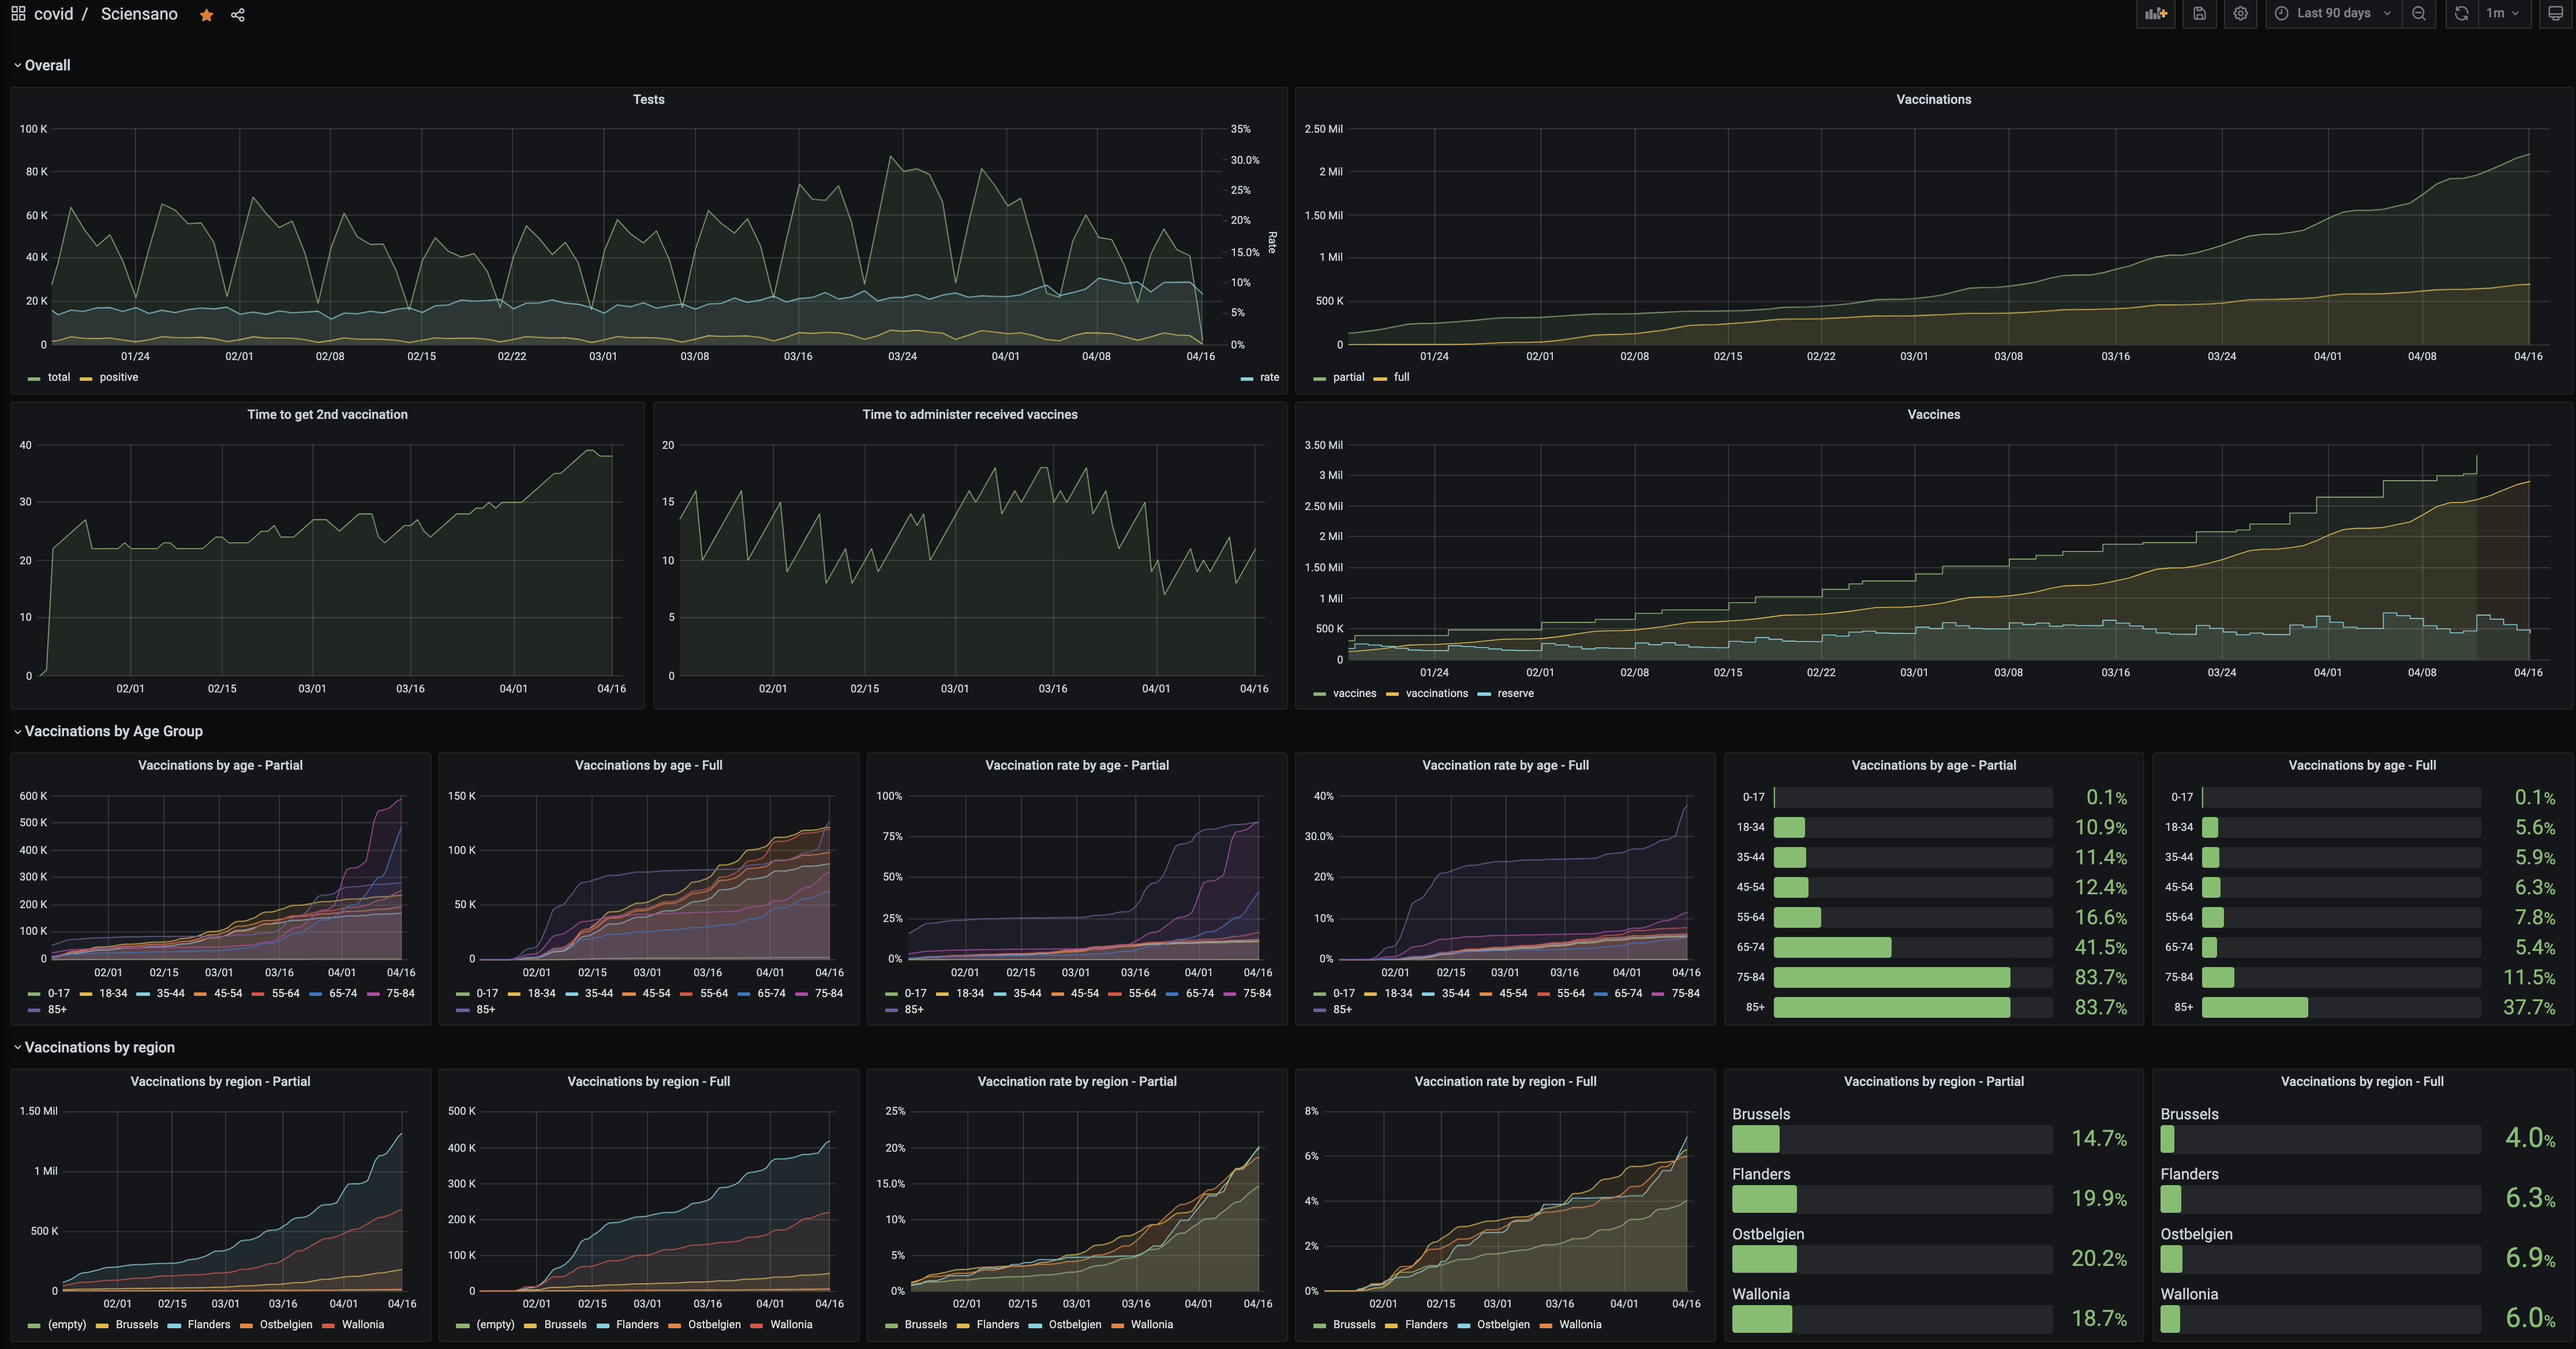 covid / Sciensano
Last 90 days
1m
Overall
Tests
100 K
80 K
60 K
40 K
20 K
0
35%
30.0%
25%
20%
15.0%
10%
5%
0%
Rate
01/24 02/01 02/08 02/15 02/22 03/01 03/08 03/16 03/24 04/01 04/08 04/16
total positive rate
Vaccinations
2.50 Mil
2 Mil
1.50 Mil
1 Mil
500 K
0
01/24 02/01 02/08 02/15 02/22 03/01 03/08 03/16 03/24 04/01 04/08 04/16
partial full
Time to get 2nd vaccination
40
30
20
10
0
02/01 02/15 03/01 03/16 04/01 04/16
Time to administer received vaccines
20
15
10
5
0
02/01 02/15 03/01 03/16 04/01 04/16
Vaccines
3.50 Mil
3 Mil
2.50 Mil
2 Mil
1.50 Mil
1 Mil
500 K
0
01/24 02/01 02/08 02/15 02/22 03/01 03/08 03/16 03/24 04/01 04/08 04/16
vaccines vaccinations reserve
Vaccinations by Age Group
Vaccinations by age - Partial
600 K
500 K
400 K
300 K
200 K
100 K
0
02/01 02/15 03/01 03/16 04/01 04/16
0-17 18-34 35-44 45-54 55-64 65-74 75-84
85+
Vaccinations by age - Full
150 K
100 K
50 K
0
02/01 02/15 03/01 03/16 04/01 04/16
0-17 18-34 35-44 45-54 55-64 65-74 75-84
85+
Vaccination rate by age - Partial
100%
75%
50%
25%
0%
02/01 02/15 03/01 03/16 04/01 04/16
0-17 18-34 35-44 45-54 55-64 65-74 75-84
85+
Vaccination rate by age - Full
40%
30.0%
20%
10%
0%
02/01 02/15 03/01 03/16 04/01 04/16
0-17 18-34 35-44 45-54 55-64 65-74 75-84
85+
Vaccinations by age - Partial
0-17 0.1%
18-34 10.9%
35-44 11.4%
45-54 12.4%
55-64 16.6%
65-74 41.5%
75-84 83.7%
85+ 83.7%
Vaccinations by age - Full
0-17 0.1%
18-34 5.6%
35-44 5.9%
45-54 6.3%
55-64 7.8%
65-74 5.4%
75-84 11.5%
85+ 37.7%
Vaccinations by region
Vaccinations by region - Partial
1.50 Mil
1 Mil
500 K
0
02/01 02/15 03/01 03/16 04/01 04/16
(empty) Brussels Flanders Ostbelgien Wallonia
Vaccinations by region - Full
500 K
400 K
300 K
200 K
100 K
0
02/01 02/15 03/01 03/16 04/01 04/16
(empty) Brussels Flanders Ostbelgien Wallonia
Vaccination rate by region - Partial
25%
20%
15.0%
10%
5%
0%
02/01 02/15 03/01 03/16 04/01 04/16
Brussels Flanders Ostbelgien Wallonia
Vaccination rate by region - Full
8%
6%
4%
2%
0%
02/01 02/15 03/01 03/16 04/01 04/16
Brussels Flanders Ostbelgien Wallonia
Vaccinations by region - Partial
Brussels
14.7%
Flanders
19.9%
Ostbelgien
20.2%
Wallonia
18.7%
Vaccinations by region - Full
Brussels
4.0%
Flanders
6.3%
Ostbelgien
6.9%
Wallonia
6.0%